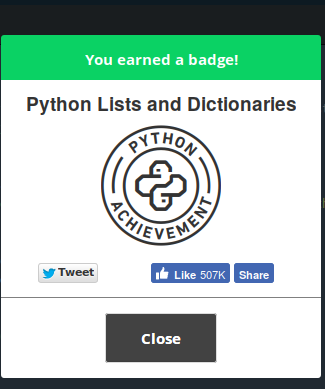 You earned a badge!
Python Lists and Dictionaries
PYTHON
ACHIEVEMENT
Tweet
Like 507K
Share
Close